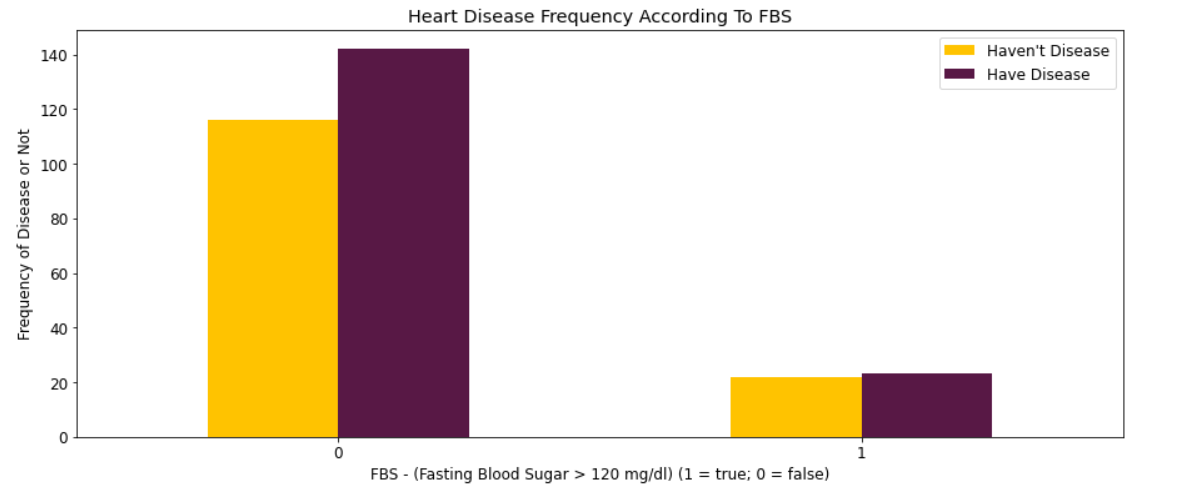 Heart Disease Frequency According To FBS
Haven't Disease
Have Disease
Frequency of Disease or Not
140
120
100
80
60
40
20
0
0 1
FBS - (Fasting Blood Sugar > 120 mg/dl) (1 = true; 0 = false)